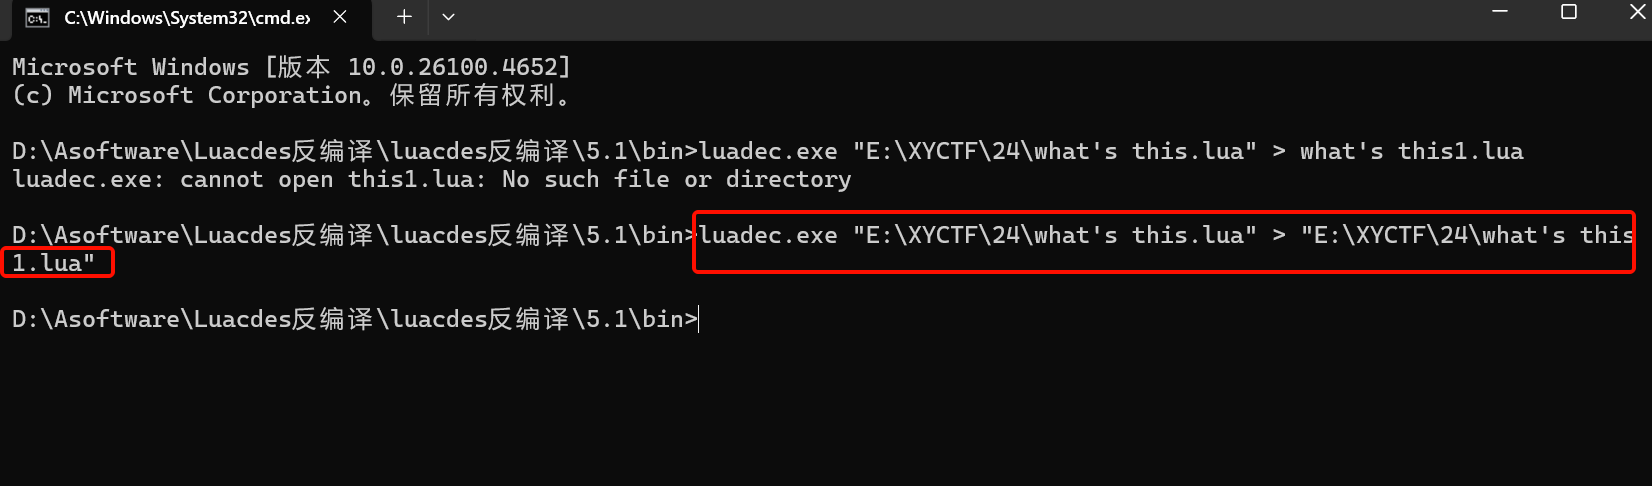 C:\Windows\System32\cmd.ex
Microsoft Windows [版本 10.0.26100.4652]
(c) Microsoft Corporation。保留所有权利。
D:\Asoftware\Luacdes反编译\luacdes反编译\5.1\bin>luadec.exe "E:\XYCTF\24\what's this.lua" > what's this1.lua
luadec.exe: cannot open this1.lua: No such file or directory
D:\Asoftware\Luacdes反编译\luacdes反编译\5.1\bin>luadec.exe "E:\XYCTF\24\what's this.lua" > "E:\XYCTF\24\what's this
1.lua"
D:\Asoftware\Luacdes反编译\luacdes反编译\5.1\bin>